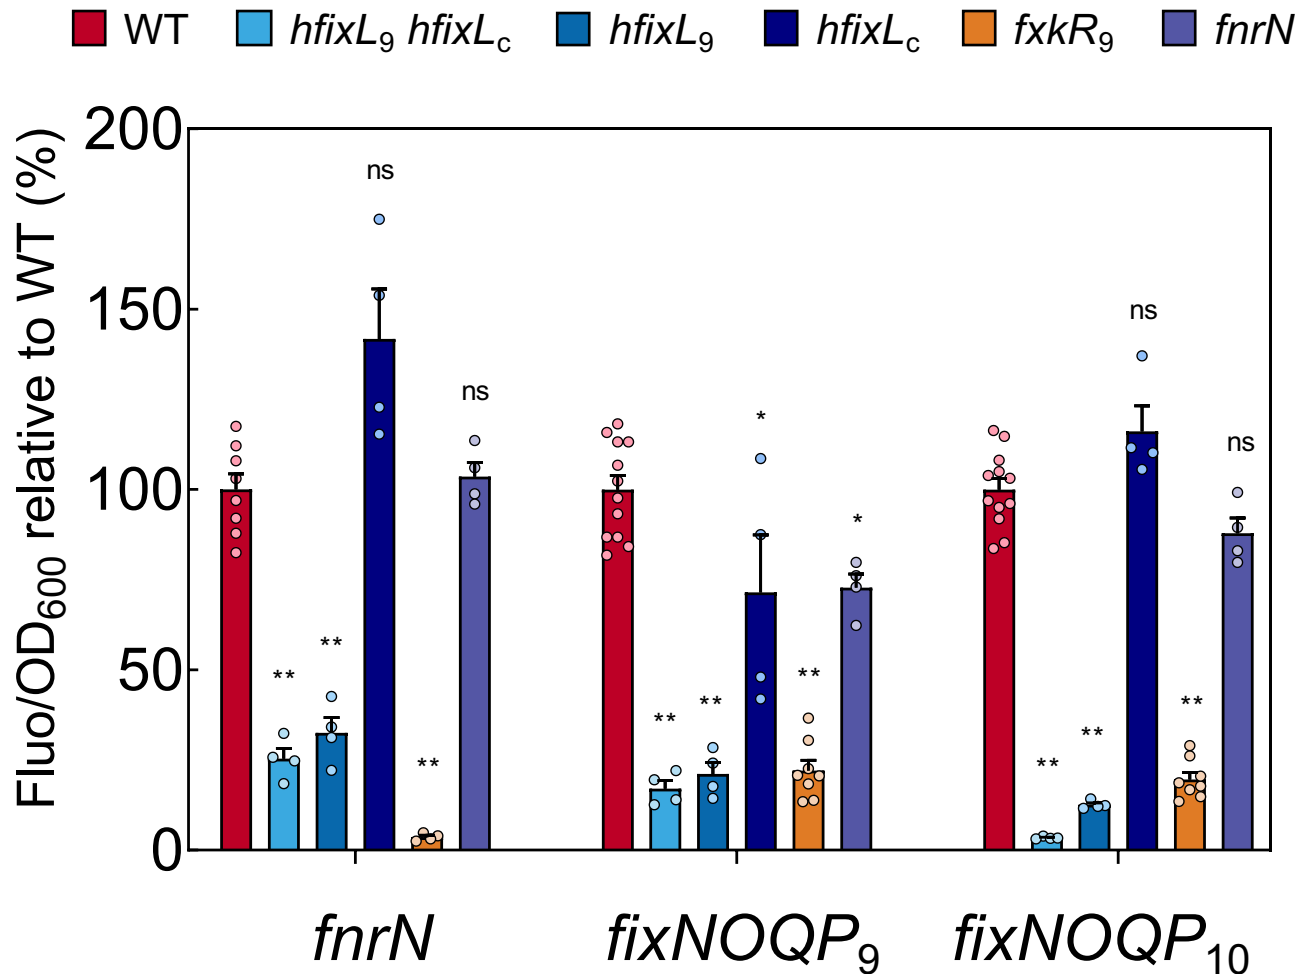 WT hfixL9 hfixLc hfixL9 hfixLc fxkR9 fnrN
Fluo/OD600 relative to WT (%)
200
150
100
50
0
ns
ns
**
**
**
*
*
**
**
**
ns
ns
**
**
**
fnrN fixNOQP9 fixNOQP10